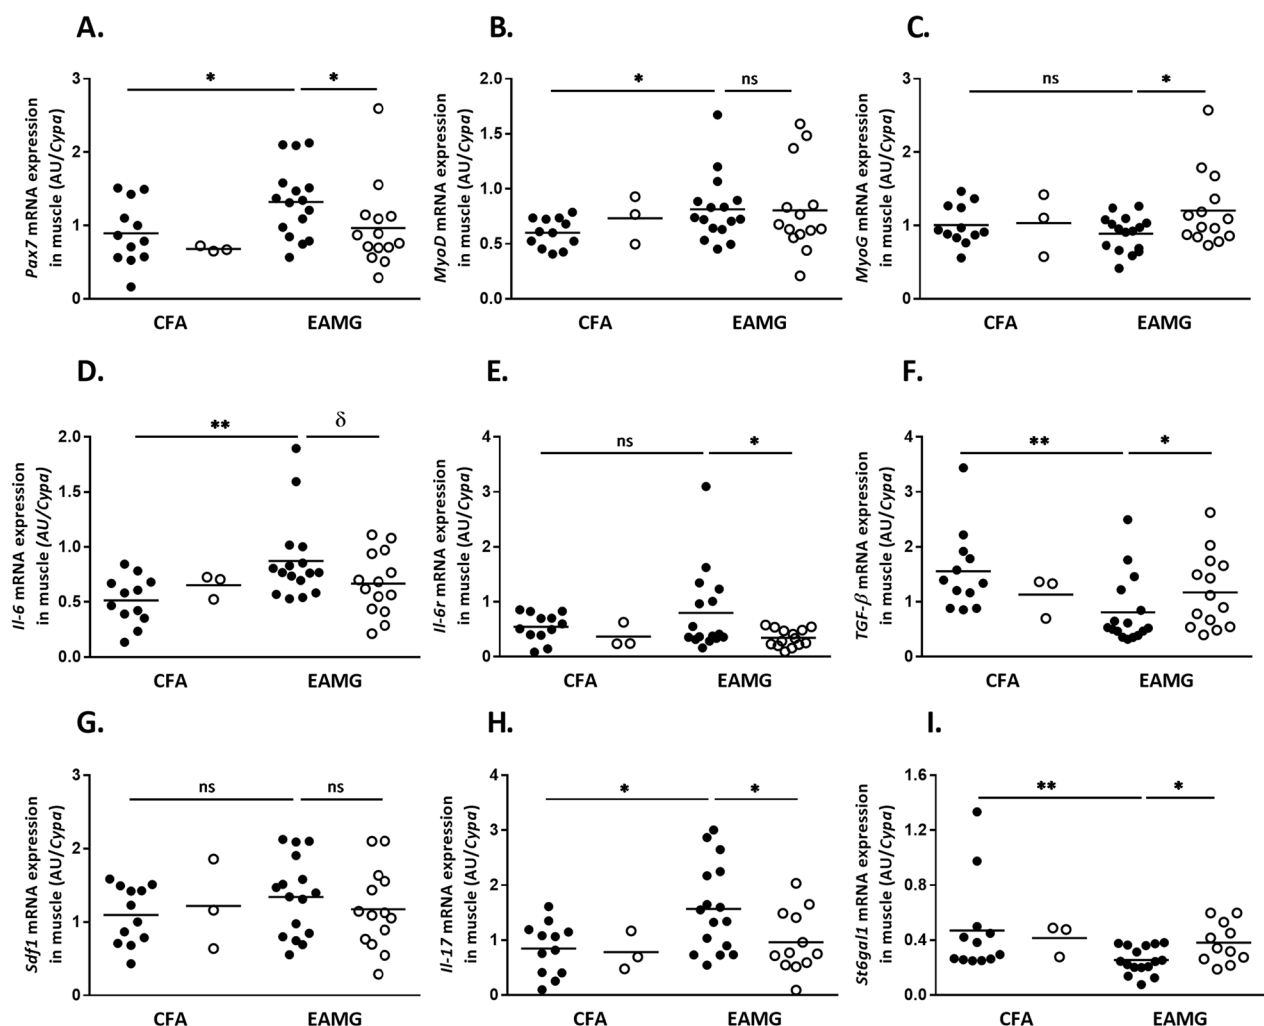 A.
Pax7 mRNA expression
in muscle (AU/Cypa)
3
2
1
0
*
*
CFA
EAMG
B.
MyoD mRNA expression
in muscle (AU/Cypa)
2.0
1.5
1.0
0.5
0.0
*
ns
CFA
EAMG
C.
MyoG mRNA expression
in muscle (AU/Cypa)
3
2
1
0
ns
*
CFA
EAMG
D.
Il-6 mRNA expression
in muscle (AU/Cypa)
2.0
1.5
1.0
0.5
0.0
**
δ
CFA
EAMG
E.
Il-6r mRNA expression
in muscle (AU/Cypa)
4
3
2
1
0
ns
*
CFA
EAMG
F.
TGF-β mRNA expression
in muscle (AU/Cypa)
4
3
2
1
0
**
*
CFA
EAMG
G.
Sdf1 mRNA expression
in muscle (AU/Cypa)
3
2
1
0
ns
ns
CFA
EAMG
H.
Il-17 mRNA expression
in muscle (AU/Cypa)
4
3
2
1
0
*
*
CFA
EAMG
I.
St6gal1 mRNA expression
in muscle (AU/Cypa)
1.6
1.2
0.8
0.4
0.0
**
*
CFA
EAMG